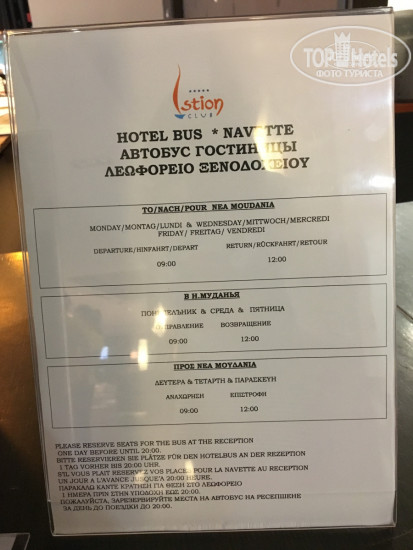 TOPHotels
ФОТО ТУРИСТА
Istion
CLUB
HOTEL BUS * NAVETTE
АВТОБУС ГОСТИНИЦЫ
ΛΕΩΦΟΡΕΙΟ ΞΕΝΟΔΟΧΕΙΟΥ
TO/NACH/POUR NEA MOUDANIA
MONDAY/MONTAG/LUNDI & WEDNESDAY/MITTWOCH/MERCREDI
FRIDAY/ FREITAG/ VENDREDI
DEPARTURE/HINFAHRT/DEPART RETURN/RÜCKFAHRT/RETOUR
09:00 12:00
В Н.МУДАНЬЯ
ПОНЕДЕЛЬНИК & СРЕДА & ПЯТНИЦА
ОТПРАВЛЕНИЕ ВОЗВРАЩЕНИЕ
09:00 12:00
ΠΡΟΣ ΝΕΑ ΜΟΥΔΑΝΙΑ
ΔΕΥΤΕΡΑ & ΤΕΤΑΡΤΗ & ΠΑΡΑΣΚΕΥΗ
ΑΝΑΧΩΡΗΣΗ ΕΠΙΣΤΡΟΦΗ
09:00 12:00
PLEASE RESERVE SEATS FOR THE BUS AT THE RECEPTION
ONE DAY BEFORE UNTIL 20:00.
BITTE RESERVIEREN SIE PLÄTZE FÜR DEN HOTELBUS AN DER REZEPTION
1 TAG VORHER BIS 20:00 UHR.
S'IL VOUS PLAIT RESERVEZ VOS PLACES POUR LA NAVETTE AU RECEPTION
UN JOUR A L'AVANCE JUSQU'A 20:00 HEURE.
ΠΑΡΑΚΑΛΩ ΚΑΝΤΕ ΚΡΑΤΗΣΗ ΓΙΑ ΘΕΣΗ ΣΤΟ ΛΕΩΦΟΡΕΙΟ
1 ΗΜΕΡΑ ΠΡΙΝ ΣΤΗΝ ΥΠΟΔΟΧΗ ΕΩΣ 20:00.
ПОЖАЛУЙСТА, ЗАРЕЗЕРВИРУЙТЕ МЕСТА НА АВТОБУС НА РЕСЕПШЕНЕ
ЗА ДЕНЬ ДО ПОЕЗДКИ ДО 20:00.